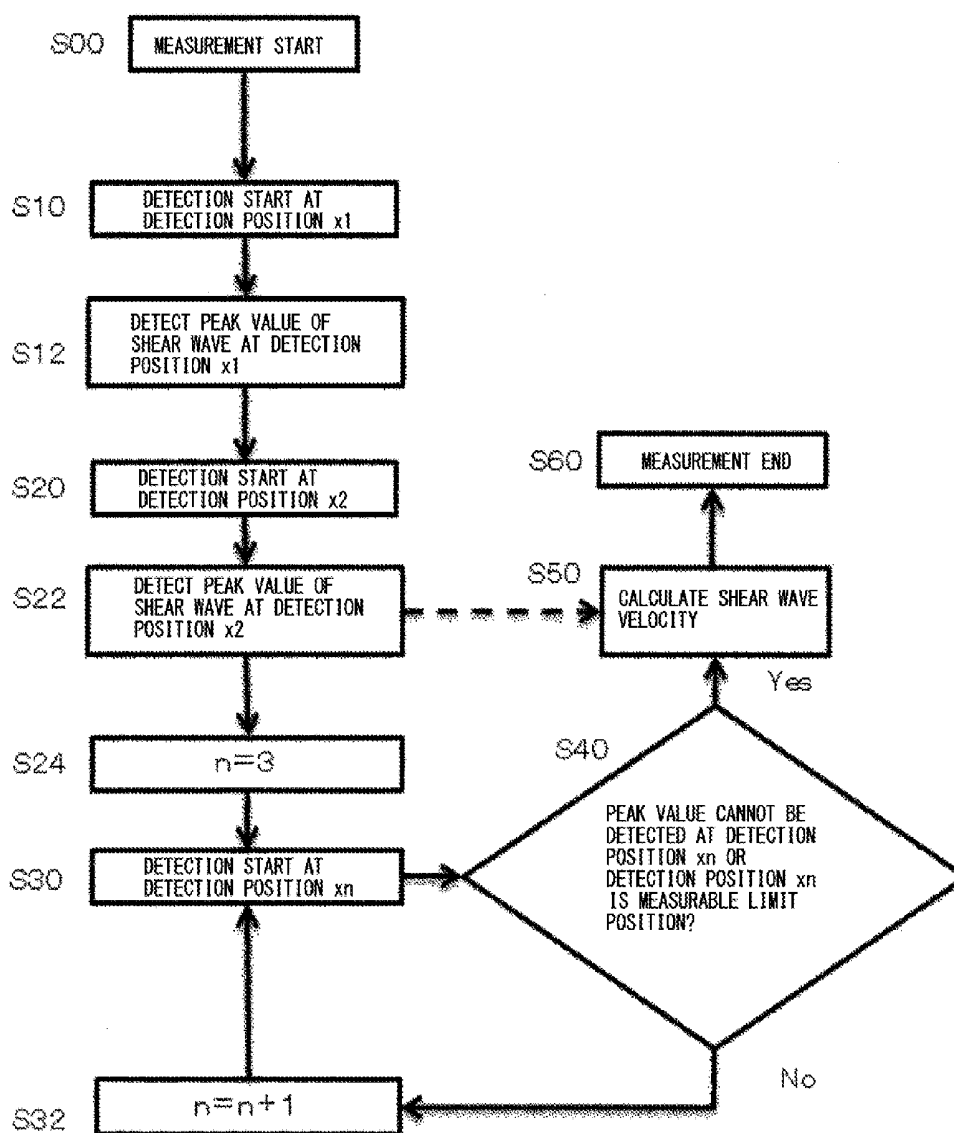 S00
MEASUREMENT START
S10
DETECTION START AT
DETECTION POSITION x1
S12
DETECT PEAK VALUE OF
SHEAR WAVE AT DETECTION
POSITION x1
S20
DETECTION START AT
DETECTION POSITION x2
S60
MEASUREMENT END
S22
DETECT PEAK VALUE OF
SHEAR WAVE AT DETECTION
POSITION x2
S50
CALCULATE SHEAR WAVE
VELOCITY
Yes
S24
n=3
S40
PEAK VALUE CANNOT BE
DETECTED AT DETECTION
POSITION xn OR
DETECTION POSITION xn
IS MEASURABLE LIMIT
POSITION?
S30
DETECTION START AT
DETECTION POSITION xn
No
S32
n=n+1